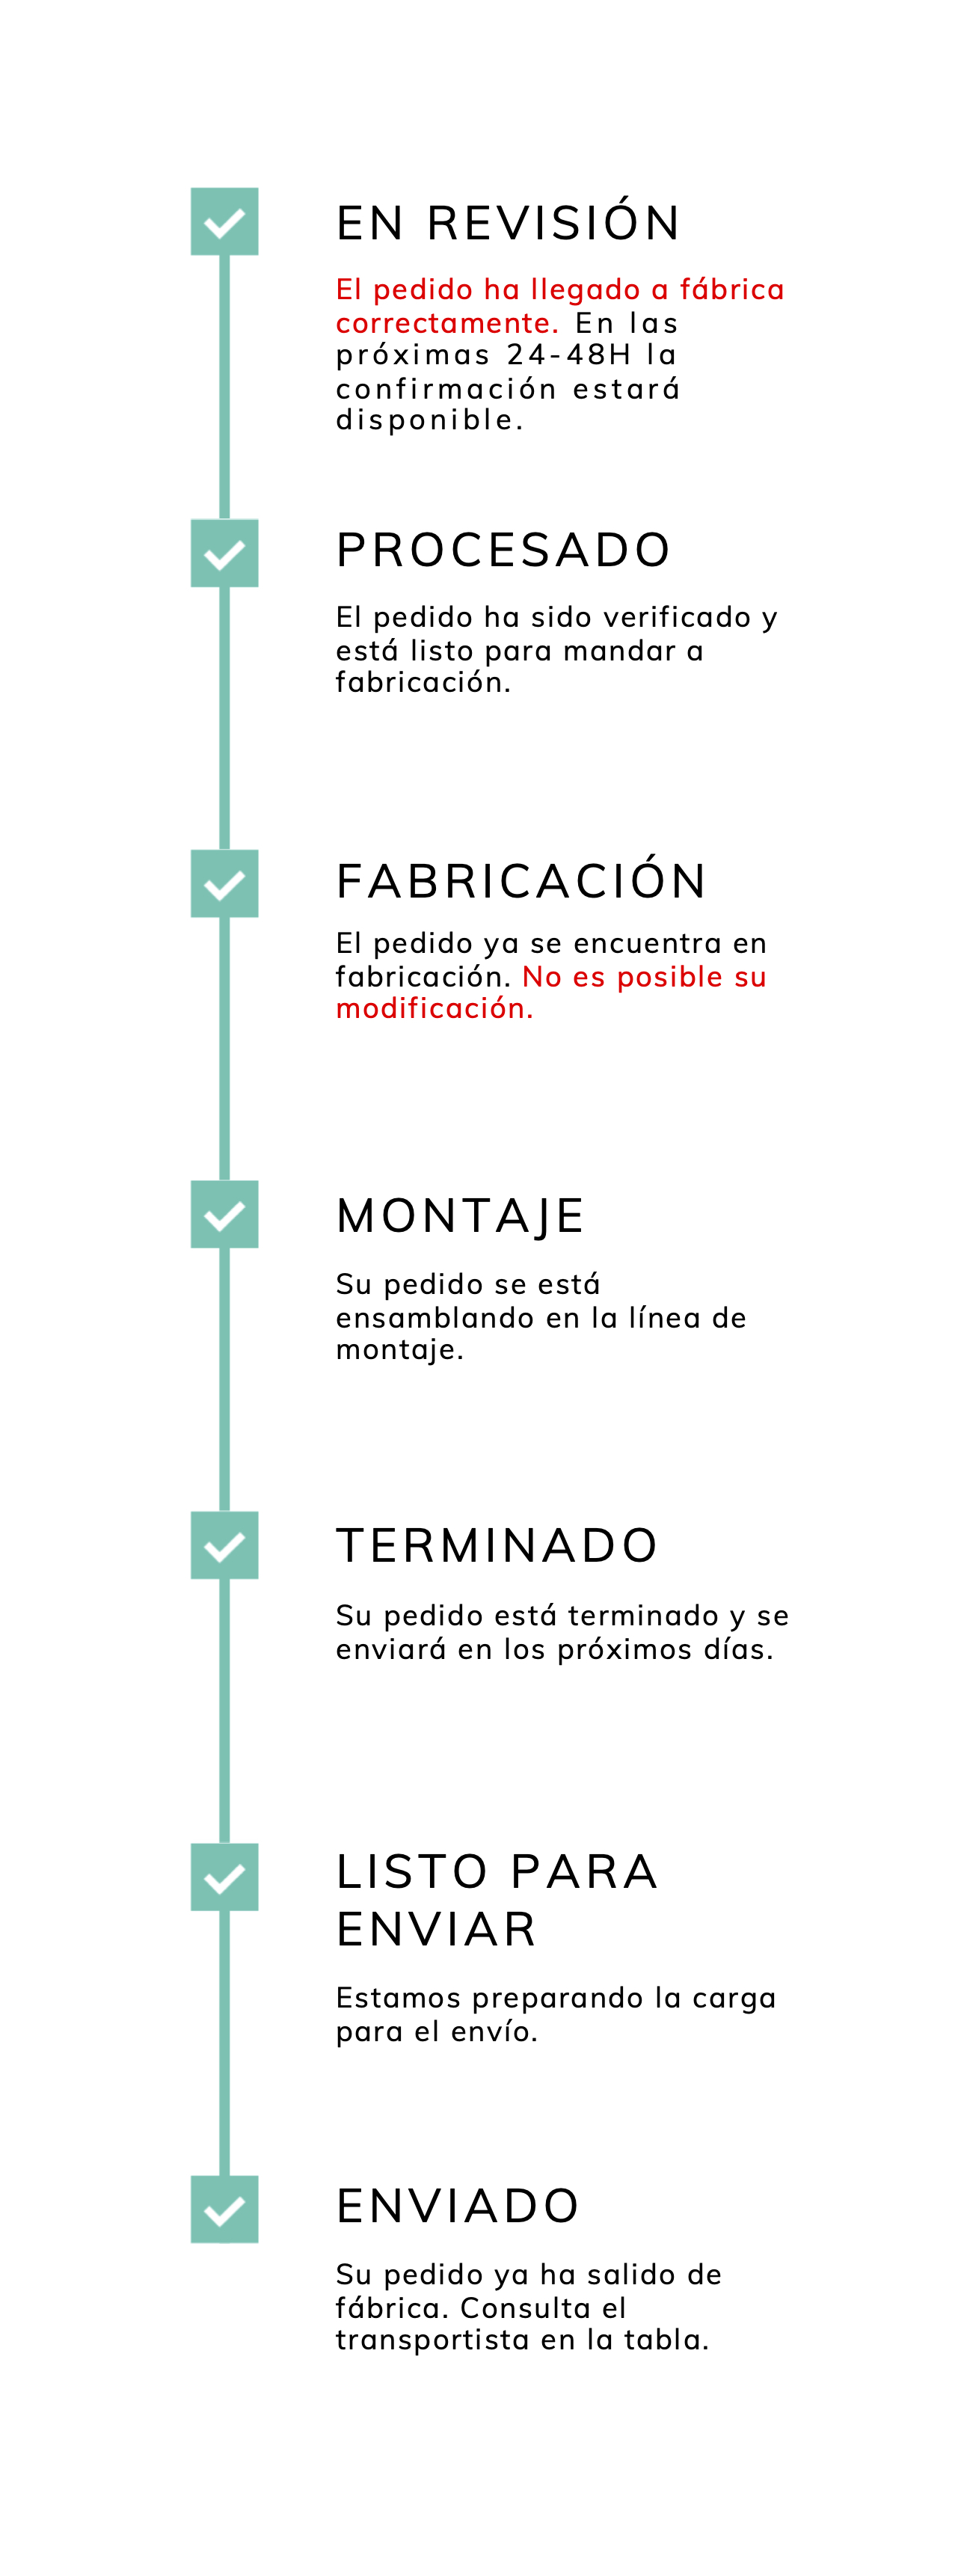 EN REVISIÓN
El pedido ha llegado a fábrica
correctamente. En las
próximas 24-48H la
confirmación estará
disponible.
PROCESADO
El pedido ha sido verificado y
está listo para mandar a
fabricación.
FABRICACIÓN
El pedido ya se encuentra en
fabricación. No es posible su
modificación.
MONTAJE
Su pedido se está
ensamblando en la línea de
montaje.
TERMINADO
Su pedido está terminado y se
enviará en los próximos días.
LISTO PARA
ENVIAR
Estamos preparando la carga
para el envío.
ENVIADO
Su pedido ya ha salido de
fábrica. Consulta el
transportista en la tabla.